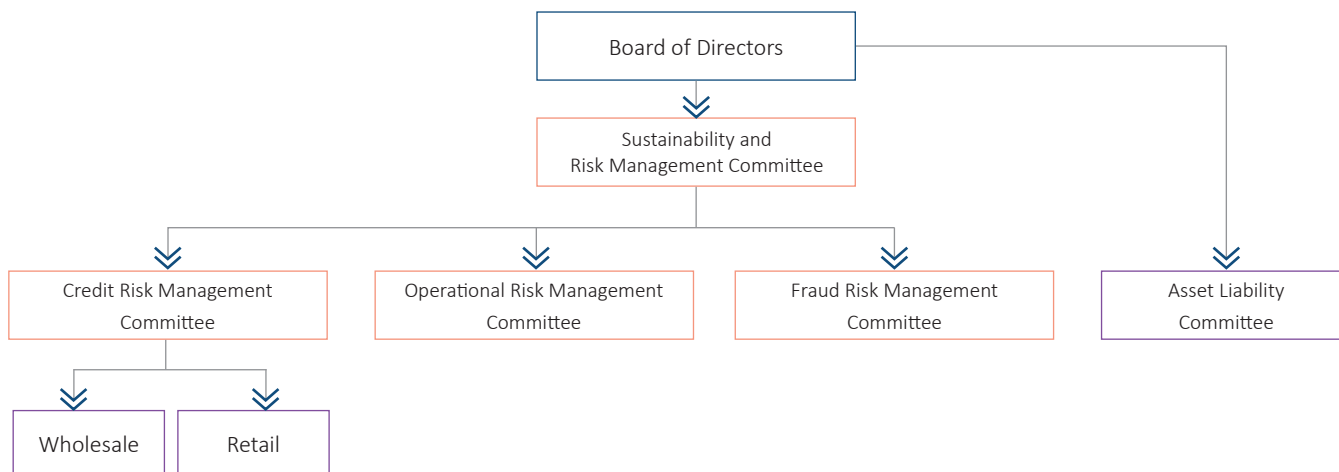 Board of Directors
Sustainability and
Risk Management Committee
Credit Risk Management
Committee
Operational Risk Management
Committee
Fraud Risk Management
Committee
Asset Liability
Committee
Wholesale
Retail